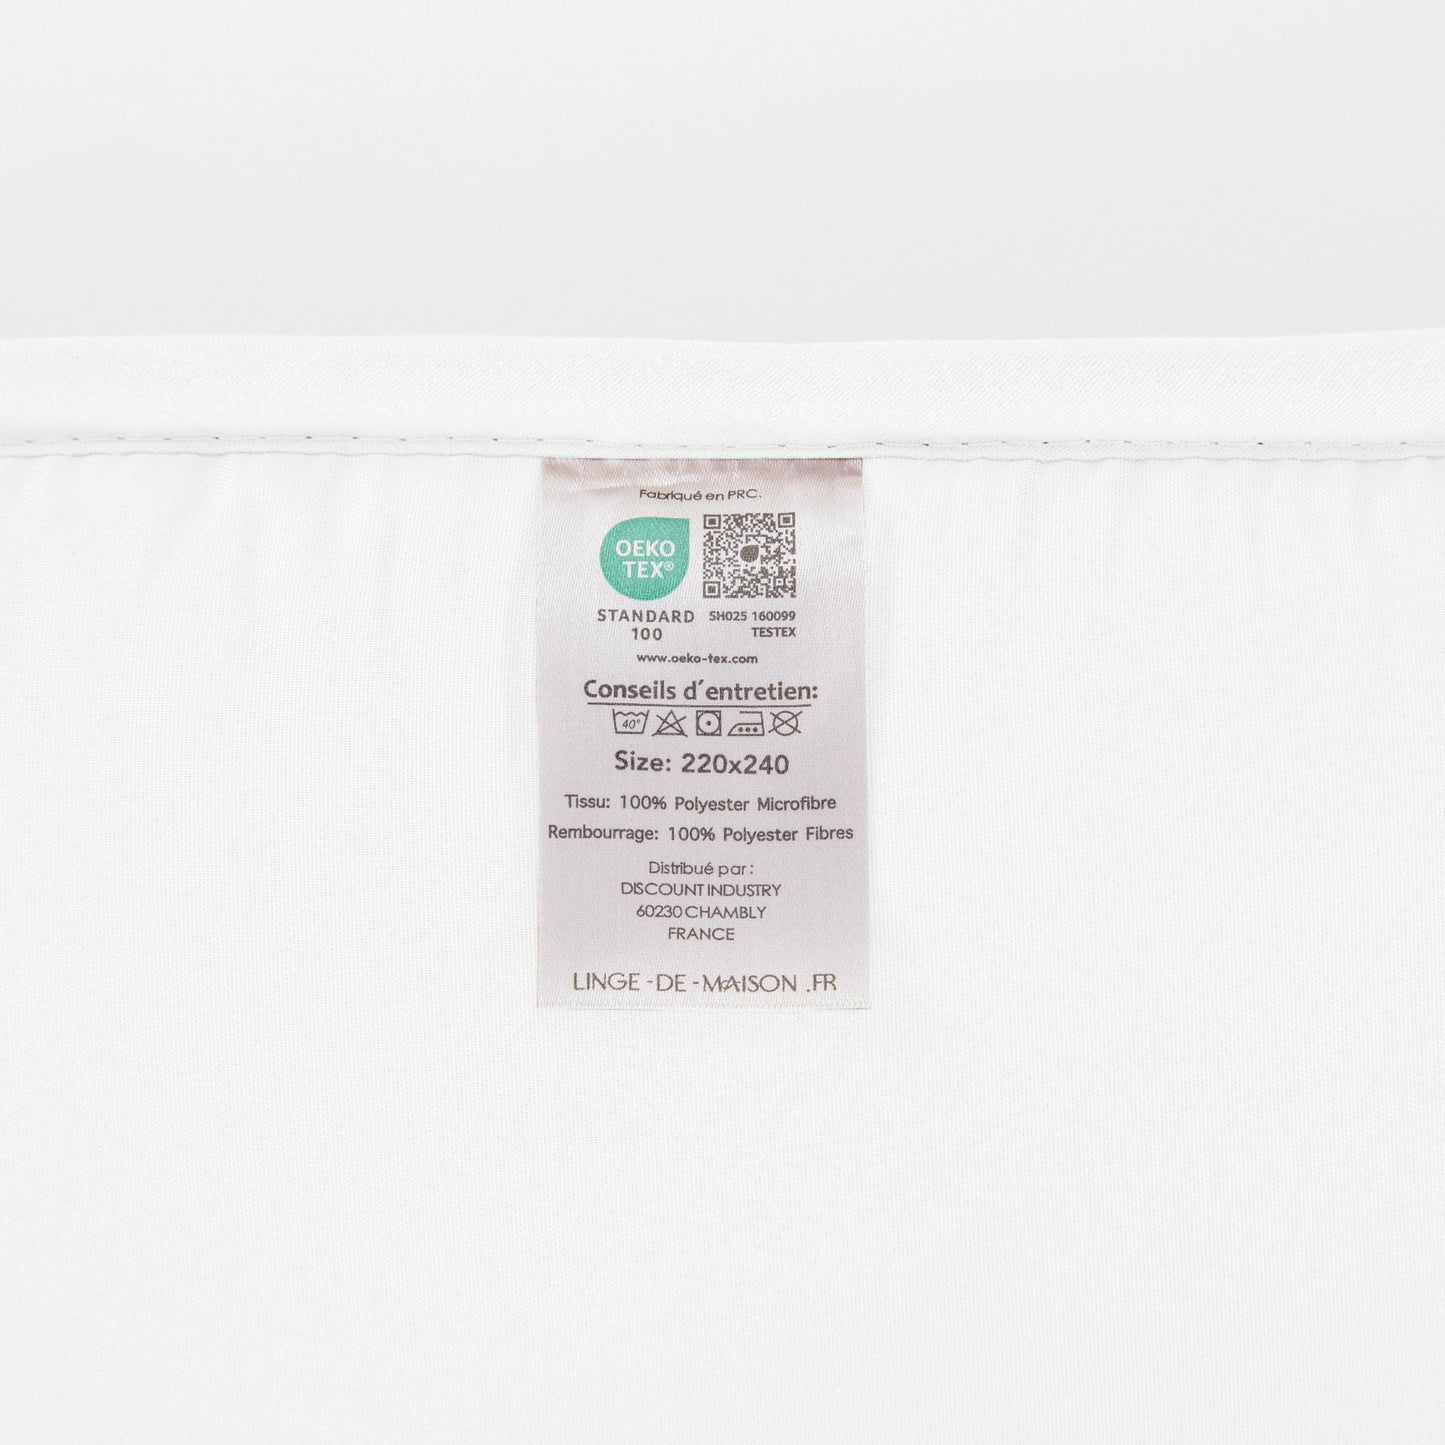 Fabriqué en PRC.
OEKO
TEX®
STANDARD
100
SH025 160099
TESTEX
www.oeko-tex.com
Conseils d'entretien:
40°
Size: 220x240
Tissu: 100% Polyester Microfibre
Rembourrage: 100% Polyester Fibres
Distribué par :
DISCOUNT INDUSTRY
60230 CHAMBLY
FRANCE
LINGE-DE-MAISON.FR